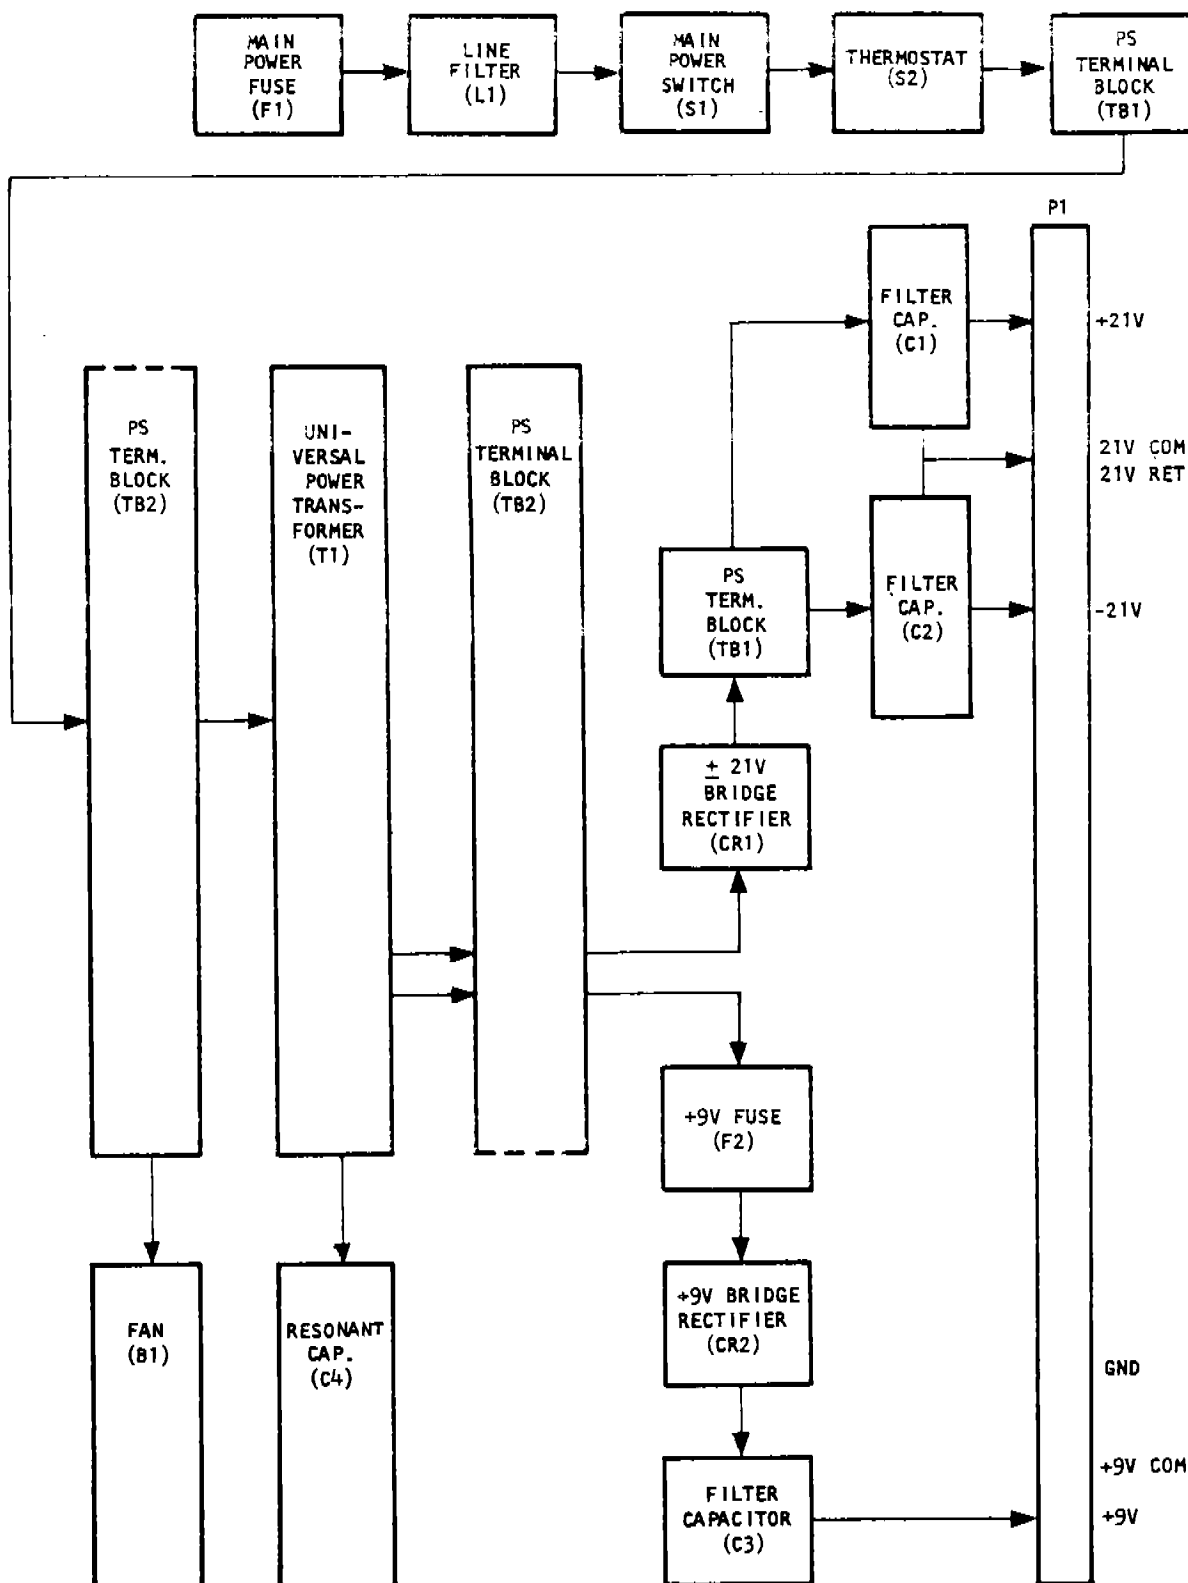 MAIN
POWER
FUSE
(F1)
LINE
FILTER
(L1)
MAIN
POWER
SWITCH
(S1)
THERMOSTAT
(S2)
PS
TERMINAL
BLOCK
(TB1)
P1
FILTER
CAP.
(C1)
+21V
21V COM
21V RET
PS
TERM.
BLOCK
(TB2)
UNI-
VERSAL
POWER
TRANS-
FORMER
(T1)
PS
TERMINAL
BLOCK
(TB2)
PS
TERM.
BLOCK
(TB1)
FILTER
CAP.
(C2)
-21V
± 21V
BRIDGE
RECTIFIER
(CR1)
+9V FUSE
(F2)
+9V BRIDGE
RECTIFIER
(CR2)
FAN
(B1)
RESONANT
CAP.
(C4)
GND
FILTER
CAPACITOR
(C3)
+9V COM
+9V